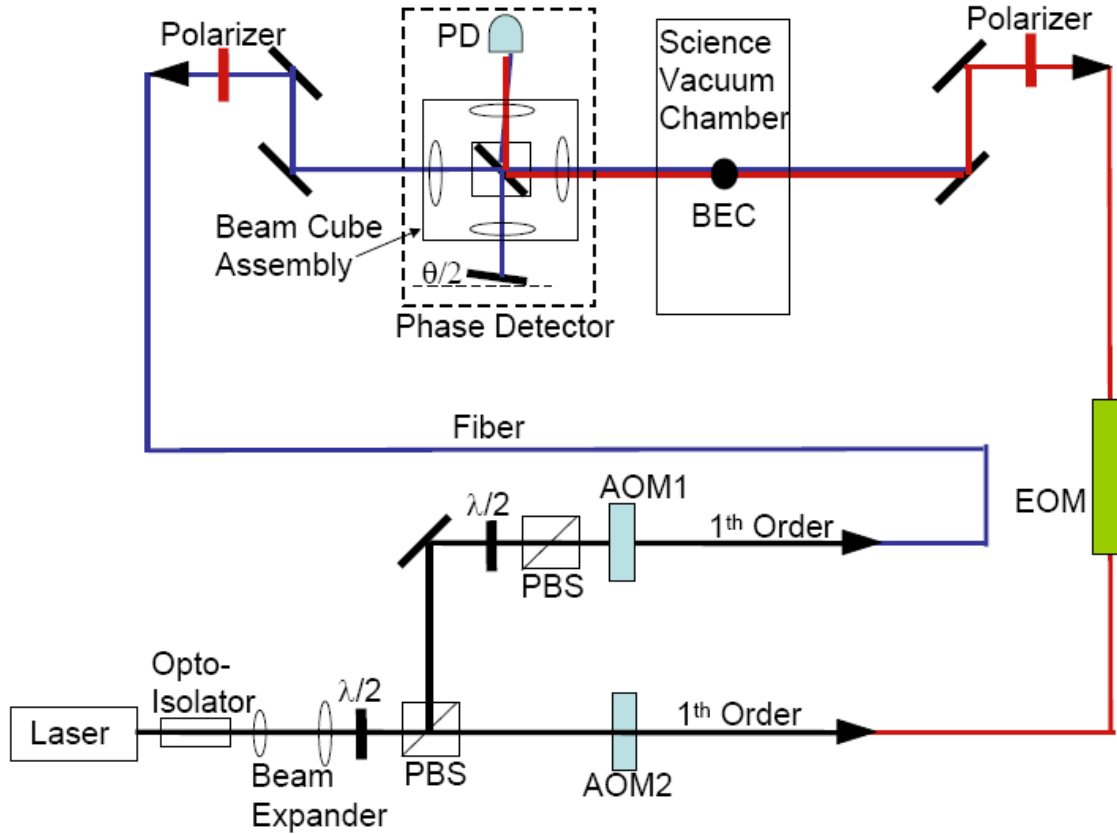 Polarizer
PD
Science
Vacuum
Chamber
Polarizer
BEC
Beam Cube
Assembly
θ/2
Phase Detector
Fiber
EOM
AOM1
λ/2
1th Order
PBS
Opto-
Isolator
λ/2
1th Order
Laser
PBS
AOM2
Beam
Expander